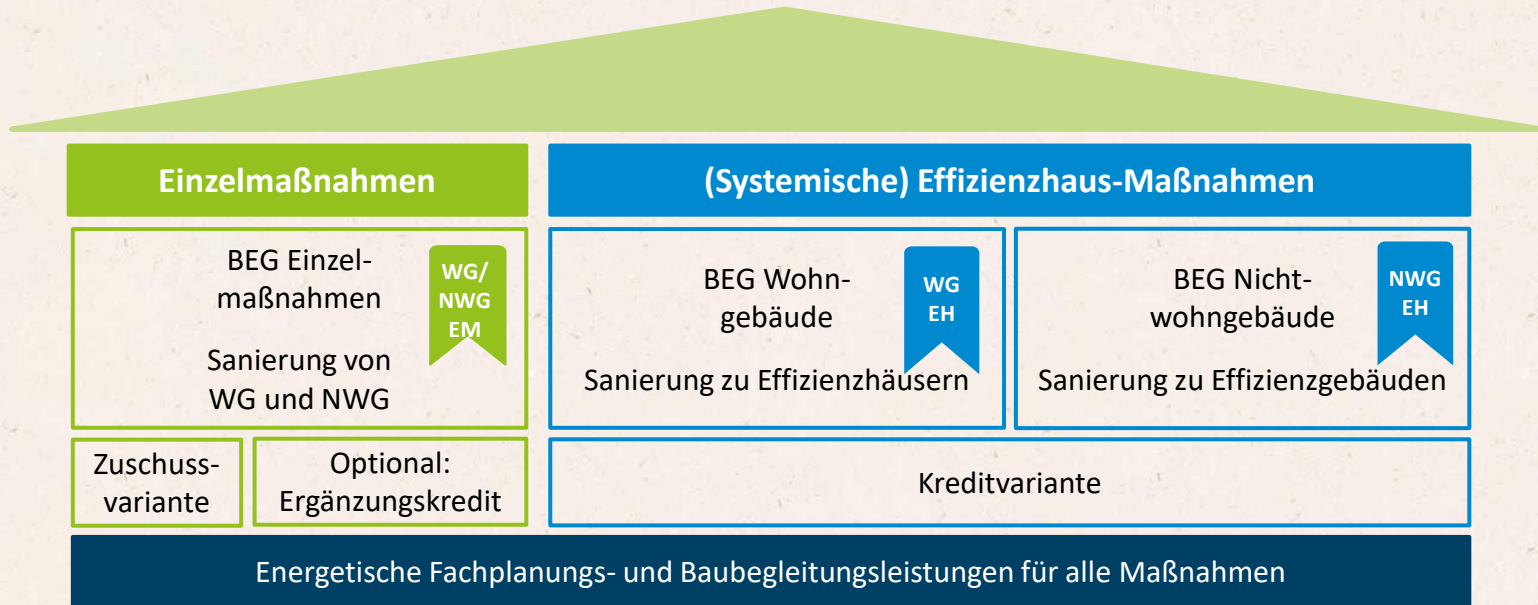 Einzelmaßnahmen
(Systemische) Effizienzhaus-Maßnahmen
BEG Einzel-
maßnahmen
WG/
NWG
EM
Sanierung von
WG und NWG
BEG Wohn-
gebäude
WG
EH
Sanierung zu Effizienzhäusern
BEG Nicht-
wohngebäude
NWG
EH
Sanierung zu Effizienzgebäuden
Zuschuss-
variante
Optional:
Ergänzungskredit
Kreditvariante
Energetische Fachplanungs- und Baubegleitungsleistungen für alle Maßnahmen